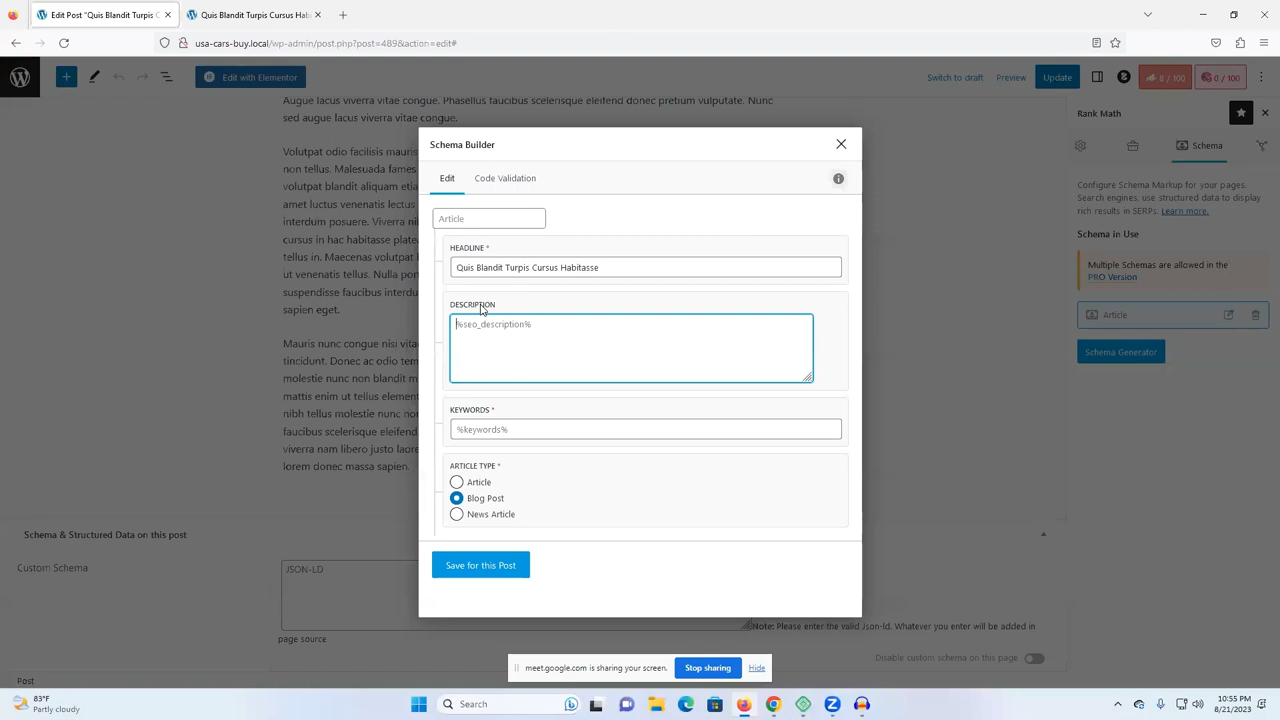 Edit Post "Quis Blandit Turpis C
Quis Blandit Turpis Cursus Hab
usa-cars-buy.local/wp-admin/post.php?post=489&action=edit#
Edit with Elementor
Switch to draft
Preview
Update
8 / 100
0 / 100
Augue lacus viverra vitae congue. Phasellus faucibus scelerisque eleifend donec pretium vulputate. Nunc
sed augue lacus viverra vitae congue.
Volutpat odio facilisis mauris
non tellus. Malesuada fames
volutpat blandit aliquam etia
amet luctus venenatis lectus
interdum posuere. Viverra
cursus in hac habitasse platea
egestas in. Maecenas volutpat
ut venenatis tellus. Nulla port
faucibus interdum
sapien eget.
Mauris nunc congue nisi vitae
tincidunt. Donec ac odio tem
molestie nunc non blandit ma
mattis enim ut tellus element
nibh tellus molestie nunc
faucibus scelerisque eleifend
viverra nam libero justo laore
lorem donec massa sapien.
Rank Math
Schema
Configure Schema Markup for your pages.
Search engines, use structured data to display
rich results in SERPs. Learn more.
Schema in Use
Multiple Schemas are allowed in the
PRO Version
Article
Schema Generator
Schema Builder
Edit
Code Validation
Article
HEADLINE *
Quis Blandit Turpis Cursus Habitasse
DESCRIPTION
%seo_description%
KEYWORDS *
%keywords%
ARTICLE TYPE *
Article
Blog Post
News Article
Save for this Post
Schema & Structured Data on this post
Custom Schema
JSON-LD
Note: Please enter the valid Json-ld. Whatever you enter will be added in
page source
Disable custom schema on this page
Post
meet.google.com is sharing your screen.
Stop sharing
Hide
83°F
Partly cloudy
Search
10:55 PM
8/21/2023